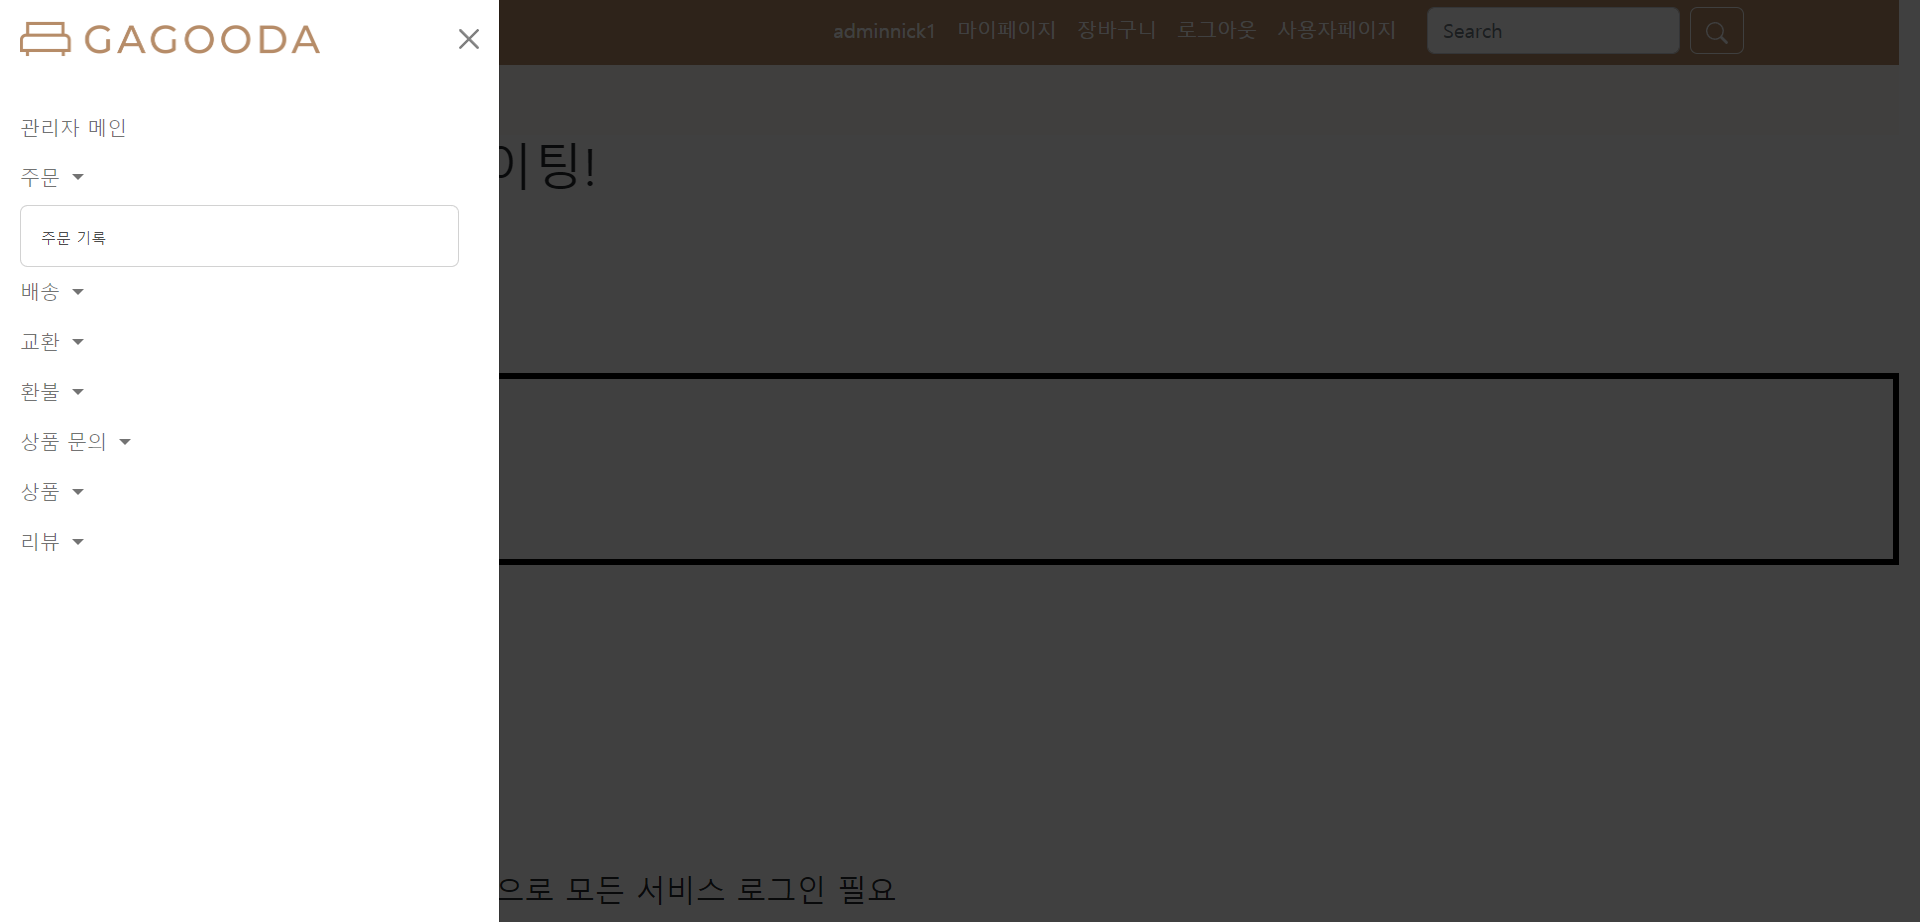 GAGOODA
adminnick1 마이페이지 장바구니 로그아웃 사용자페이지 Search
관리자 메인
이팅!
주문
주문 기록
배송
교환
환불
상품 문의
상품
리뷰
으로 모든 서비스 로그인 필요